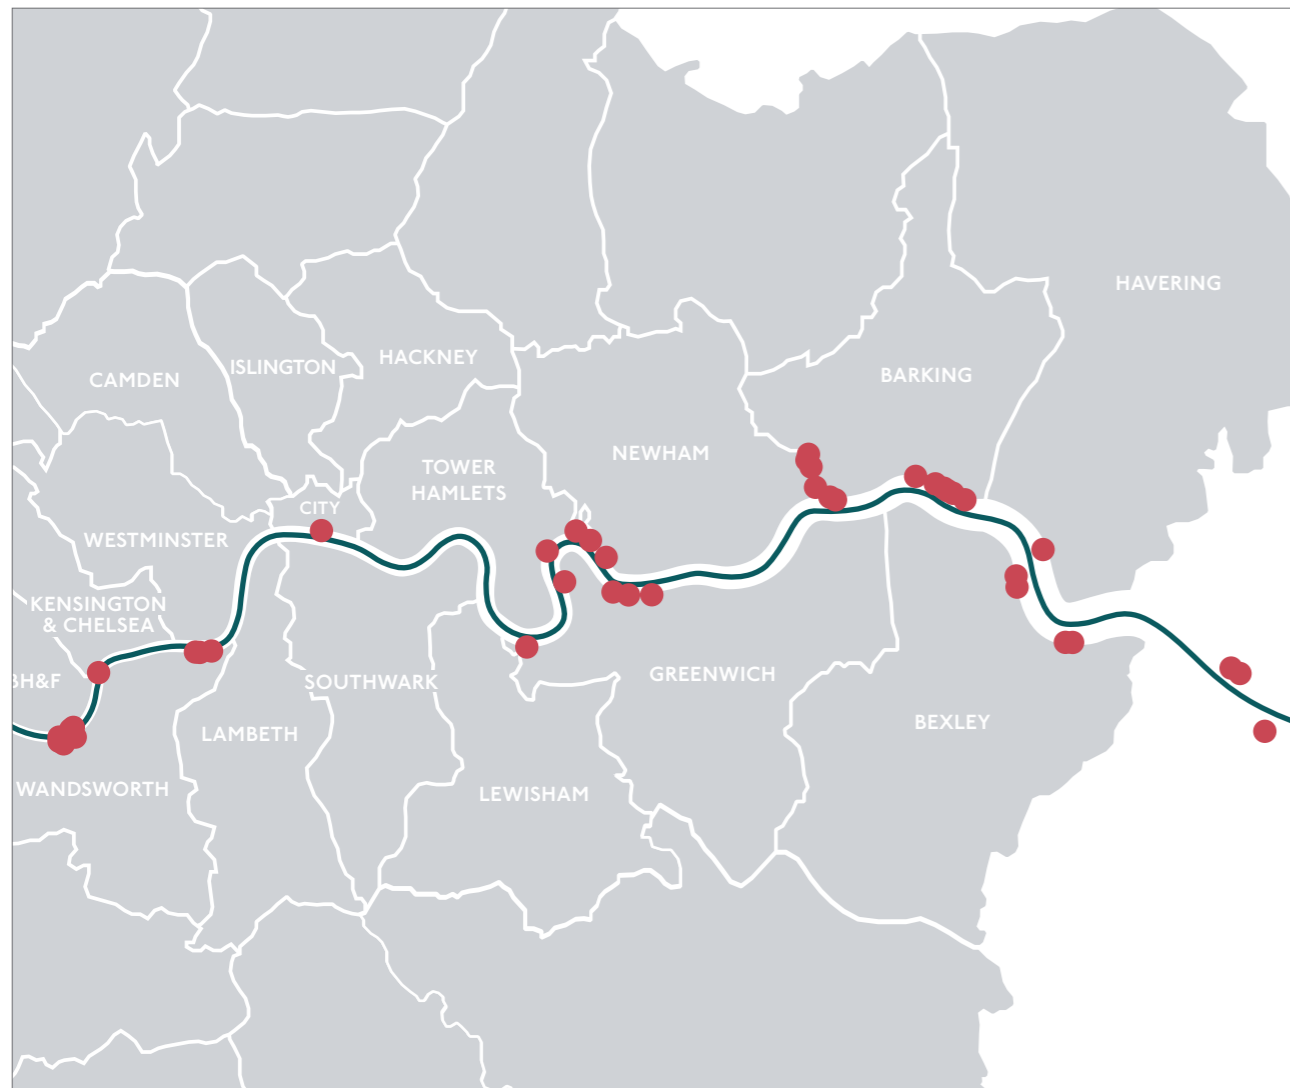 HAVERING
HACKNEY
ISLINGTON
CAMDEN
BARKING
NEWHAM
TOWER
HAMLETS
CITY
WESTMINSTER
KENSINGTON
& CHELSEA
BH&F
SOUTHWARK
GREENWICH
LAMBETH
BEXLEY
WANDSWORTH
LEWISHAM